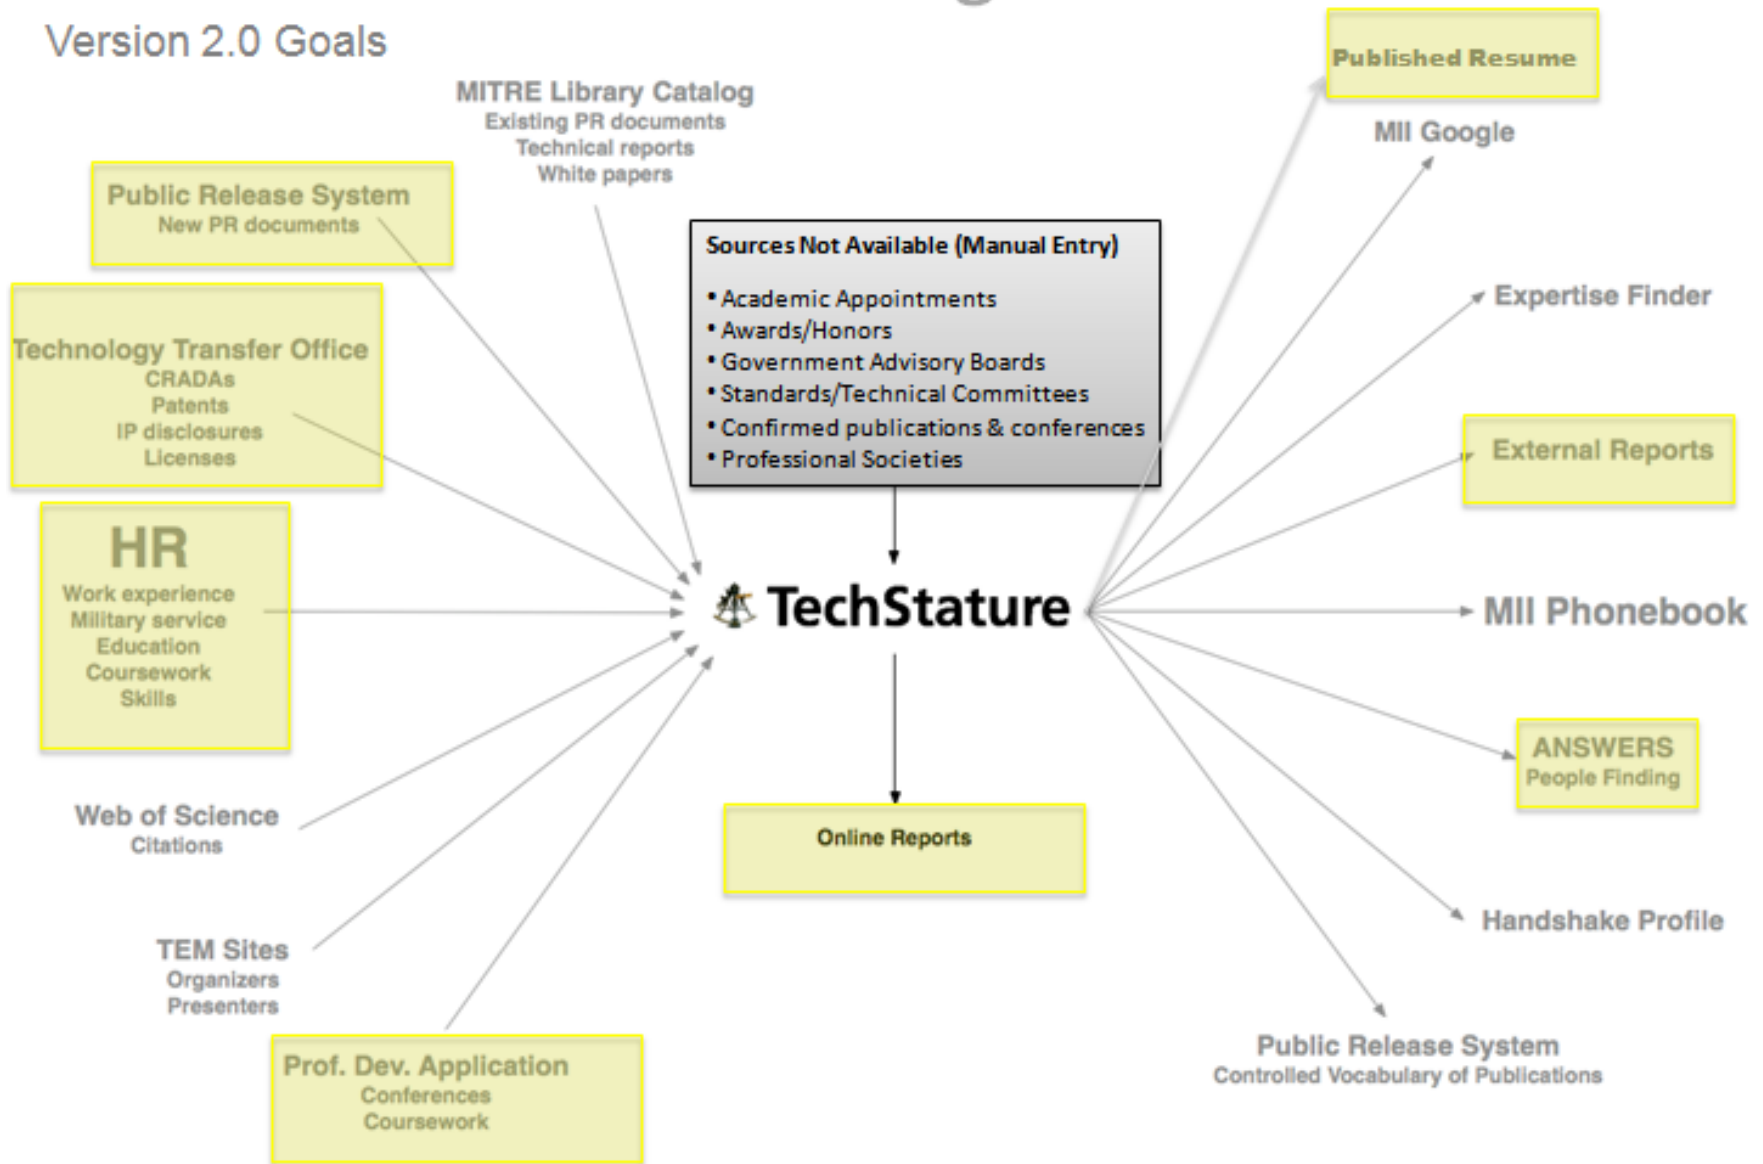 Version 2.0 Goals
MITRE Library Catalog
Existing PR documents
Technical reports
White papers
Public Release System
New PR documents
Technology Transfer Office
CRADAs
Patents
IP disclosures
Licenses
HR
Work experience
Military service
Education
Coursework
Skills
Web of Science
Citations
TEM Sites
Organizers
Presenters
Prof. Dev. Application
Conferences
Coursework
Sources Not Available (Manual Entry)
• Academic Appointments
• Awards/Honors
• Government Advisory Boards
• Standards/Technical Committees
• Confirmed publications & conferences
• Professional Societies
TechStature
Online Reports
Published Resume
MII Google
Expertise Finder
External Reports
MII Phonebook
ANSWERS
People Finding
Handshake Profile
Public Release System
Controlled Vocabulary of Publications